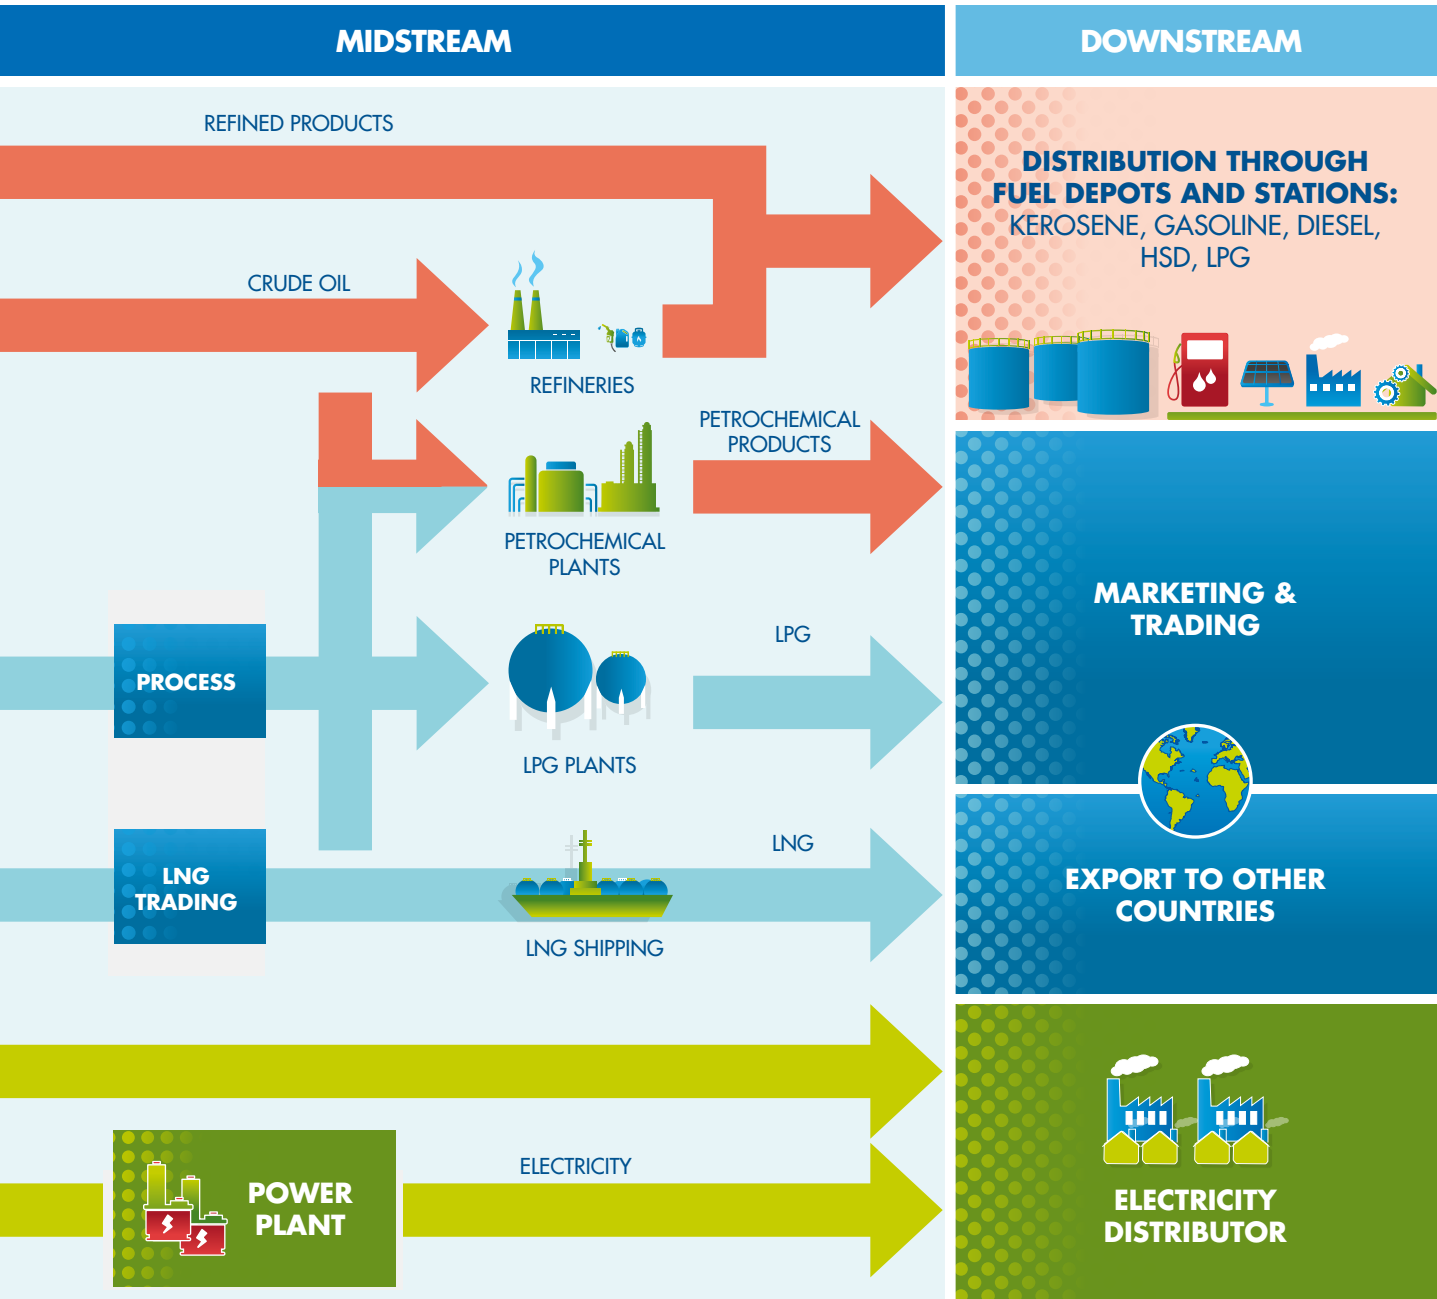 MIDSTREAM
DOWNSTREAM
REFINED PRODUCTS
CRUDE OIL
REFINERIES
PETROCHEMICAL
PRODUCTS
PETROCHEMICAL
PLANTS
PROCESS
LPG
LPG PLANTS
LNG
TRADING
LNG
LNG SHIPPING
POWER
PLANT
ELECTRICITY
DISTRIBUTION THROUGH
FUEL DEPOTS AND STATIONS:
KEROSENE, GASOLINE, DIESEL,
HSD, LPG
MARKETING &
TRADING
EXPORT TO OTHER
COUNTRIES
ELECTRICITY
DISTRIBUTOR